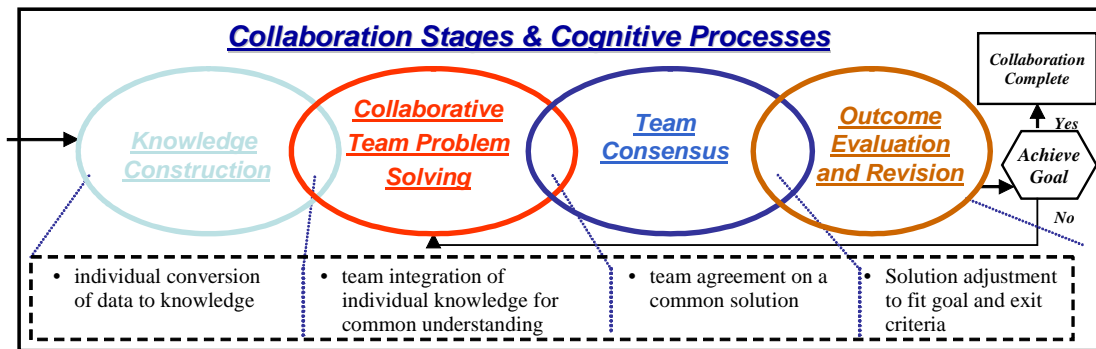 Collaboration Stages & Cognitive Processes
Collaboration
Complete
Knowledge
Construction
Collaborative
Team Problem
Solving
Team
Consensus
Outcome
Evaluation
and Revision
Yes
Achieve
Goal
No
• individual conversion
of data to knowledge
• team integration of
individual knowledge for
common understanding
• team agreement on a
common solution
• Solution adjustment
to fit goal and exit
criteria